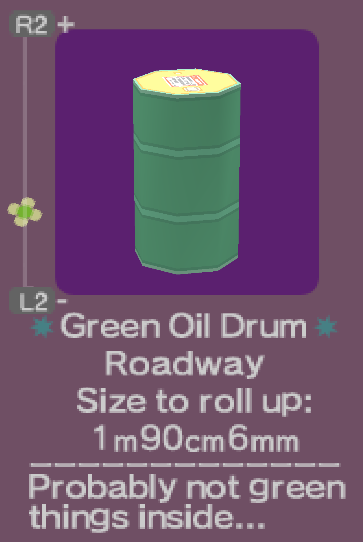 R2 +
L2 -
Green Oil Drum
Roadway
Size to roll up:
1m90cm6mm
Probably not green
things inside...